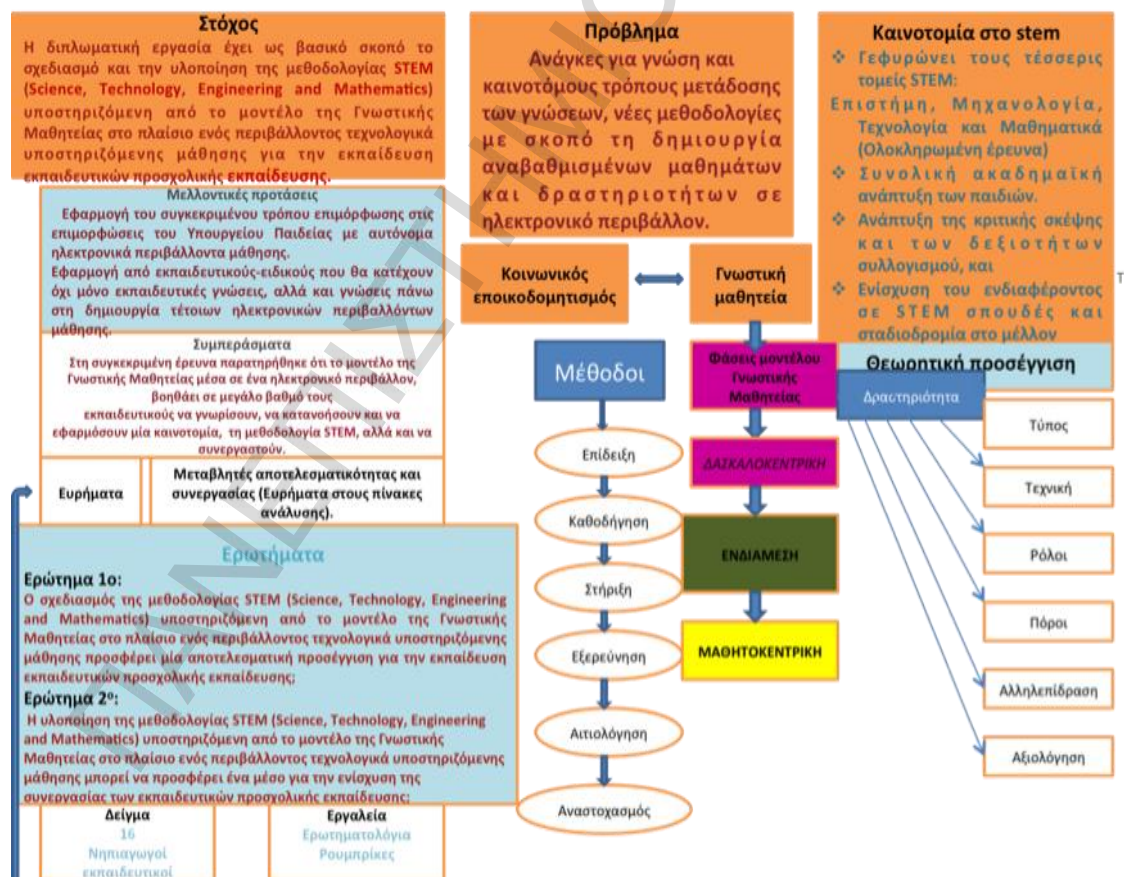 Στόχος
Η διπλωματική εργασία έχει ως βασικό σκοπό το
σχεδιασμό και την υλοποίηση της μεθοδολογίας STEM
(Science, Technology, Engineering and Mathematics)
υποστηριζόμενη από το μοντέλο της Γνωστικής
Μαθητείας στο πλαίσιο ενός περιβάλλοντος τεχνολογικά
υποστηριζόμενης μάθησης για την εκπαίδευση
εκπαιδευτικών προσχολικής εκπαίδευσης.
Μελλοντικές προτάσεις
Εφαρμογή του συγκεκριμένου τρόπου επιμόρφωσης στις
επιμορφώσεις του Υπουργείου Παιδείας με αυτόνομα
ηλεκτρονικά περιβάλλοντα μάθησης.
Εφαρμογή από εκπαιδευτικούς-ειδικούς που θα κατέχουν
όχι μόνο εκπαιδευτικές γνώσεις, αλλά και γνώσεις πάνω
στη δημιουργία τέτοιων ηλεκτρονικών περιβαλλόντων
μάθησης.
Συμπεράσματα
Στη συγκεκριμένη έρευνα παρατηρήθηκε ότι το μοντέλο της
Γνωστικής Μαθητείας μέσα σε ένα ηλεκτρονικό περιβάλλον,
βοηθάει σε μεγάλο βαθμό τους
εκπαιδευτικούς να γνωρίσουν, να κατανοήσουν και να
εφαρμόσουν μία καινοτομία, τη μεθοδολογία STEM, αλλά και να
συνεργαστούν.
Ευρήματα
Μεταβλητές αποτελεσματικότητας και
συνεργασίας (Ευρήματα στους πίνακες
ανάλυσης).
Ερωτήματα
Ερώτημα 1ο:
Ο σχεδιασμός της μεθοδολογίας STEM (Science, Technology, Engineering
and Mathematics) υποστηριζόμενη από το μοντέλο της Γνωστικής
Μαθητείας στο πλαίσιο ενός περιβάλλοντος τεχνολογικά υποστηριζόμενης
μάθησης προσφέρει μία αποτελεσματική προσέγγιση για την εκπαίδευση
εκπαιδευτικών προσχολικής εκπαίδευσης;
Ερώτημα 2ο:
Η υλοποίηση της μεθοδολογίας STEM (Science, Technology, Engineering
and Mathematics) υποστηριζόμενη από το μοντέλο της Γνωστικής
Μαθητείας στο πλαίσιο ενός περιβάλλοντος τεχνολογικά υποστηριζόμενης
μάθησης μπορεί να προσφέρει ένα μέσο για την ενίσχυση της
συνεργασίας των εκπαιδευτικών προσχολικής εκπαίδευσης;
Δείγμα
16
Νηπιαγωγοί
εκπαιδευτικοί
Εργαλεία
Ερωτηματολόγια
Ρουμπρίκες
Πρόβλημα
Ανάγκες για γνώση και
καινοτόμους τρόπους μετάδοσης
των γνώσεων, νέες μεθοδολογίες
με σκοπό τη δημιουργία
αναβαθμισμένων μαθημάτων
και δραστηριοτήτων σε
ηλεκτρονικό περιβάλλον.
Κοινωνικός
εποικοδομητισμός
Γνωστική
μαθητεία
Μέθοδοι
Επίδειξη
Καθοδήγηση
Στήριξη
Εξερεύνηση
Αιτιολόγηση
Αναστοχασμός
Φάσεις μοντέλου
Γνωστικής
Μαθητείας
ΔΑΣΚΑΛΟΚΕΝΤΡΙΚΗ
ΕΝΔΙΑΜΕΣΗ
ΜΑΘΗΤΟΚΕΝΤΡΙΚΗ
Καινοτομία στο stem
❖ Γεφυρώνει τους τέσσερις
τομείς STEM:
Επιστήμη, Μηχανολογία,
Τεχνολογία και Μαθηματικά
(Ολοκληρωμένη έρευνα)
❖ Συνολική ακαδημαϊκή
ανάπτυξη των παιδιών.
❖ Ανάπτυξη της κριτικής σκέψης
και των δεξιοτήτων
συλλογισμού, και
❖ Ενίσχυση του ενδιαφέροντος
σε STEM σπουδές και
σταδιοδρομία στο μέλλον
Θεωρητική προσέγγιση
Δραστηριότητα
Τύπος
Τεχνική
Ρόλοι
Πόροι
Αλληλεπίδραση
Αξιολόγηση
Τ
ΠΑΝΕΠΙΣΤΗΜΙΟ